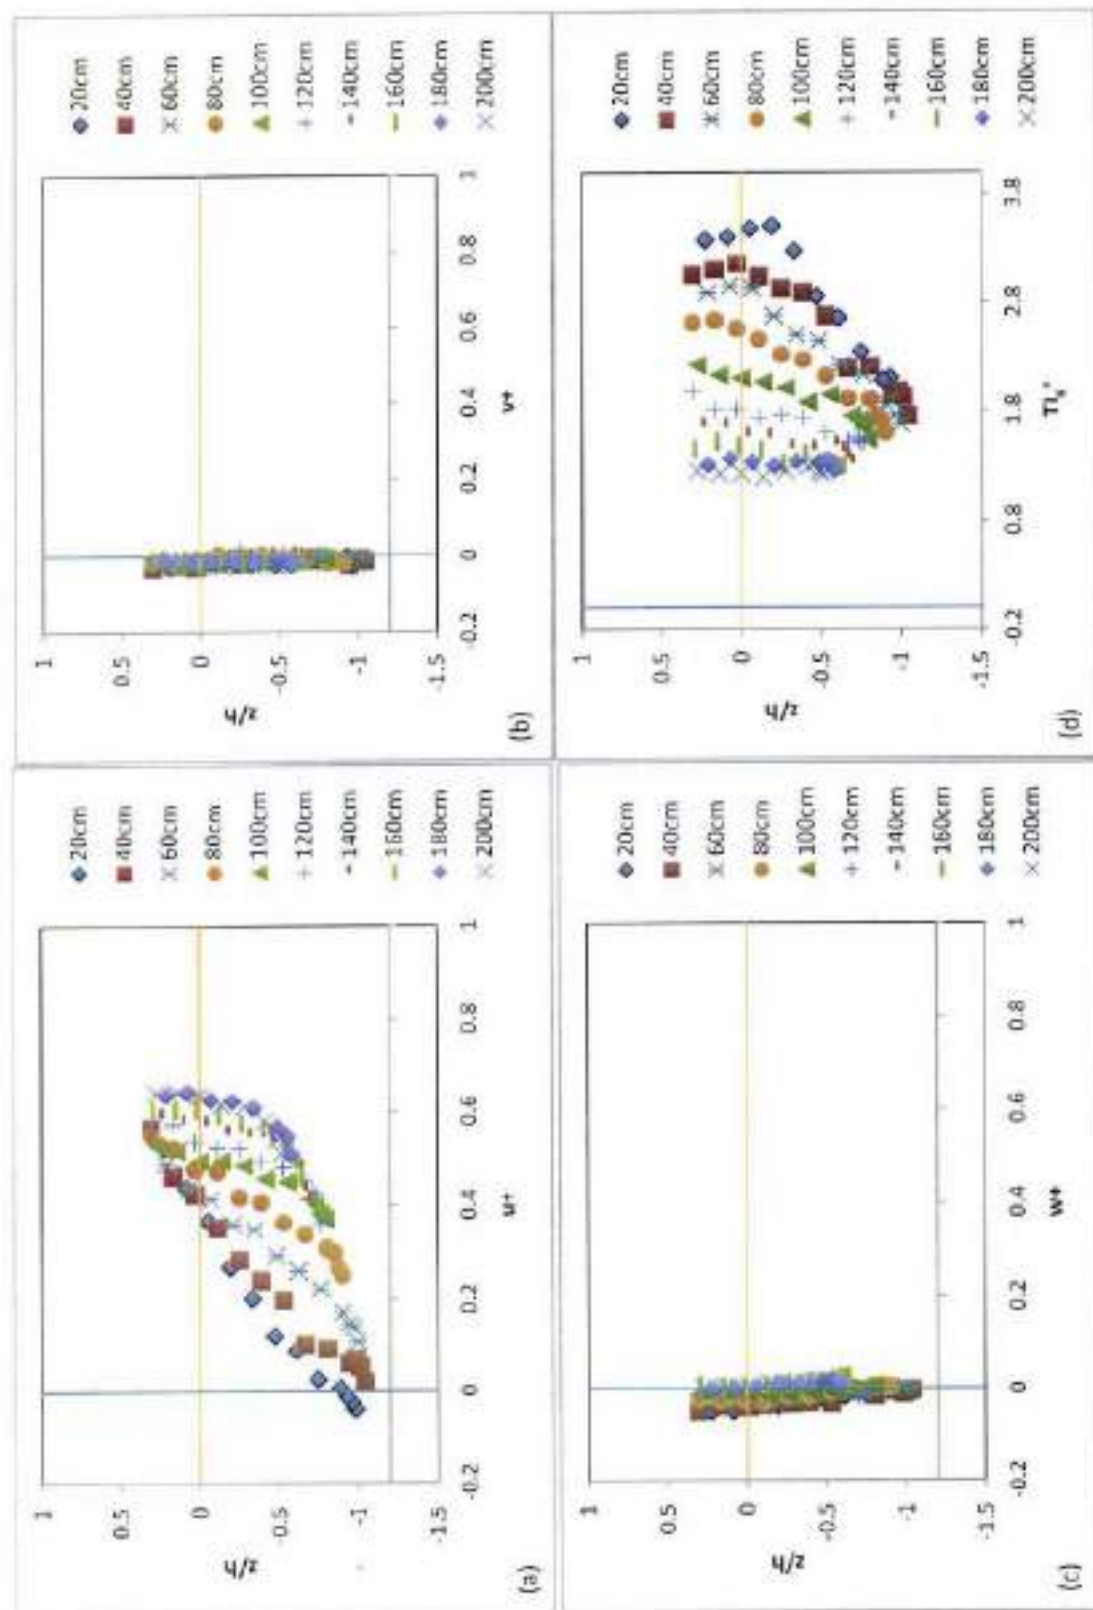 1
0.5
0
-0.5
-1
-1.5
z/h
-0.2
0
0.2
0.4
0.6
0.8
1
u+
20cm
40cm
60cm
80cm
100cm
120cm
140cm
160cm
180cm
200cm
(a)
1
0.5
0
-0.5
-1
-1.5
z/h
-0.2
0
0.2
0.4
0.6
0.8
1
v+
20cm
40cm
60cm
80cm
100cm
120cm
140cm
160cm
180cm
200cm
(b)
1
0.5
0
-0.5
-1
-1.5
z/h
-0.2
0
0.2
0.4
0.6
0.8
1
w+
20cm
40cm
60cm
80cm
100cm
120cm
140cm
160cm
180cm
200cm
(c)
1
0.5
0
-0.5
-1
-1.5
z/h
-0.2
0.8
1.8
2.8
3.8
20cm
40cm
60cm
80cm
100cm
120cm
140cm
160cm
180cm
200cm
(d)